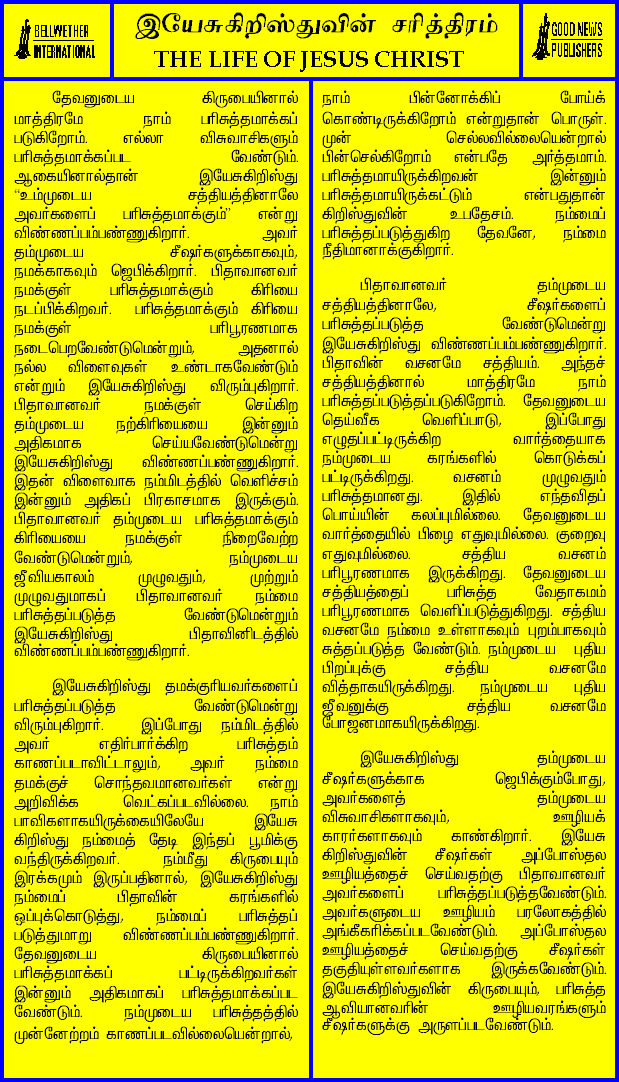 BELLWETHER
INTERNATIONAL
இயேசுகிறிஸ்துவின் சரித்திரம்
THE LIFE OF JESUS CHRIST
GOOD NEWS
PUBLISHERS
தேவனுடைய கிருபையினால்
மாத்திரமே நாம் பரிசுத்தமாக்கப்
படுகிறோம். எல்லா விசுவாசிகளும்
பரிசுத்தமாக்கப்பட வேண்டும்.
ஆகையினால்தான் இயேசுகிறிஸ்து
“உம்முடைய சத்தியத்தினாலே
அவர்களைப் பரிசுத்தமாக்கும்” என்று
விண்ணப்பம்பண்ணுகிறார். அவர்
தம்முடைய சீஷர்களுக்காகவும்,
நமக்காகவும் ஜெபிக்கிறார். பிதாவானவர்
நமக்குள் பரிசுத்தமாக்கும் கிரியை
நடப்பிக்கிறவர். பரிசுத்தமாக்கும் கிரியை
நமக்குள் பரிபூரணமாக
நடைபெறவேண்டுமென்றும், அதனால்
நல்ல விளைவுகள் உண்டாகவேண்டும்
என்றும் இயேசுகிறிஸ்து விரும்புகிறார்.
பிதாவானவர் நமக்குள் செய்கிற
தம்முடைய நற்கிரியையை இன்னும்
அதிகமாக செய்யவேண்டுமென்று
இயேசுகிறிஸ்து விண்ணப்பண்ணுகிறார்.
இதன் விளைவாக நம்மிடத்தில் வெளிச்சம்
இன்னும் அதிகப் பிரகாசமாக இருக்கும்.
பிதாவானவர் தம்முடைய பரிசுத்தமாக்கும்
கிரியையை நமக்குள் நிறைவேற்ற
வேண்டுமென்றும், நம்முடைய
ஜீவியகாலம் முழுவதும், முற்றும்
முழுவதுமாகப் பிதாவானவர் நம்மை
பரிசுத்தப்படுத்த வேண்டுமென்றும்
இயேசுகிறிஸ்து பிதாவினிடத்தில்
விண்ணப்பம்பண்ணுகிறார்.
இயேசுகிறிஸ்து தமக்குரியவர்களைப்
பரிசுத்தப்படுத்த வேண்டுமென்று
விரும்புகிறார். இப்போது நம்மிடத்தில்
அவர் எதிர்பார்க்கிற பரிசுத்தம்
காணப்படாவிட்டாலும், அவர் நம்மை
தமக்குச் சொந்தவமானவர்கள் என்று
அறிவிக்க வெட்கப்படவில்லை. நாம்
பாவிகளாகயிருக்கையிலேயே இயேசு
கிறிஸ்து நம்மைத் தேடி இந்தப் பூமிக்கு
வந்திருக்கிறவர். நம்மீது கிருபையும்
இரக்கமும் இருப்பதினால், இயேசுகிறிஸ்து
நம்மைப் பிதாவின் கரங்களில்
ஒப்புக்கொடுத்து, நம்மைப் பரிசுத்தப்
படுத்துமாறு விண்ணப்பம்பண்ணுகிறார்.
தேவனுடைய கிருபையினால்
பரிசுத்தமாக்கப் பட்டிருக்கிறவர்கள்
இன்னும் அதிகமாகப் பரிசுத்தமாக்கப்பட
வேண்டும். நம்முடைய பரிசுத்தத்தில்
முன்னேற்றம் காணப்படவில்லையென்றால்,
நாம் பின்னோக்கிப் போய்க்
கொண்டிருக்கிறோம் என்றுதான் பொருள்.
முன் செல்லவில்லையென்றால்
பின்செல்கிறோம் என்பதே அர்த்தமாம்.
பரிசுத்தமாயிருக்கிறவன் இன்னும்
பரிசுத்தமாயிருக்கட்டும் என்பதுதான்
கிறிஸ்துவின் உபதேசம். நம்மைப்
பரிசுத்தப்படுத்துகிற தேவனே, நம்மை
நீதிமானாக்குகிறார்.
பிதாவானவர் தம்முடைய
சத்தியத்தினாலே, சீஷர்களைப்
பரிசுத்தப்படுத்த வேண்டுமென்று
இயேசுகிறிஸ்து விண்ணப்பம்பண்ணுகிறார்.
பிதாவின் வசனமே சத்தியம். அந்தச்
சத்தியத்தினால் மாத்திரமே நாம்
பரிசுத்தப்படுத்தப்படுகிறோம். தேவனுடைய
தெய்வீக வெளிப்பாடு, இப்போது
எழுதப்பட்டிருக்கிற வார்த்தையாக
நம்முடைய கரங்களில் கொடுக்கப்
பட்டிருக்கிறது. வசனம் முழுவதும்
பரிசுத்தமானது. இதில் எந்தவிதப்
பொய்யின் கலப்புமில்லை. தேவனுடைய
வார்த்தையில் பிழை எதுவுமில்லை. குறைவு
எதுவுமில்லை. சத்திய வசனம்
பரிபூரணமாக இருக்கிறது. தேவனுடைய
சத்தியத்தைப் பரிசுத்த வேதாகமம்
பரிபூரணமாக வெளிப்படுத்துகிறது. சத்திய
வசனமே நம்மை உள்ளாகவும் புறம்பாகவும்
சுத்தப்படுத்த வேண்டும். நம்முடைய புதிய
பிறப்புக்கு சத்திய வசனமே
வித்தாகயிருக்கிறது. நம்முடைய புதிய
ஜீவனுக்கு சத்திய வசனமே
போஜனமாகயிருக்கிறது.
இயேசுகிறிஸ்து தம்முடைய
சீஷர்களுக்காக ஜெபிக்கும்போது,
அவர்களைத் தம்முடைய
விசுவாசிகளாகவும், ஊழியக்
காரர்களாகவும் காண்கிறார். இயேசு
கிறிஸ்துவின் சீஷர்கள் அப்போஸ்தல
ஊழியத்தைச் செய்வதற்கு பிதாவானவர்
அவர்களைப் பரிசுத்தப்படுத்தவேண்டும்.
அவர்களுடைய ஊழியம் பரலோகத்தில்
அங்கீகரிக்கப்படவேண்டும். அப்போஸ்தல
ஊழியத்தைச் செய்வதற்கு சீஷர்கள்
தகுதியுள்ளவர்களாக இருக்கவேண்டும்.
இயேசுகிறிஸ்துவின் கிருபையும், பரிசுத்த
ஆவியானவரின் ஊழியவரங்களும்
சீஷர்களுக்கு அருளப்படவேண்டும்.